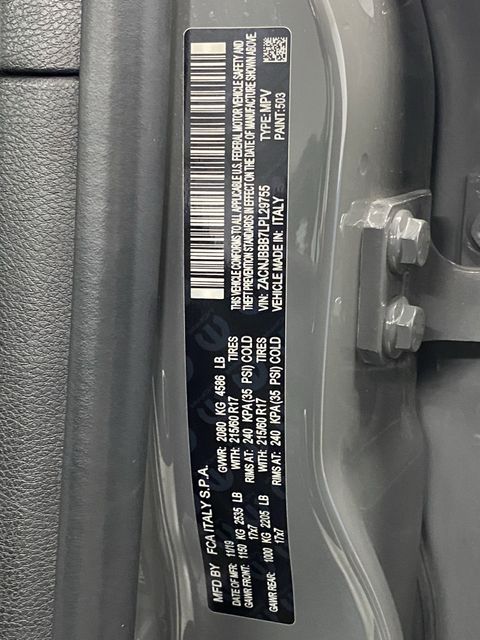 MFD BY FCA ITALY S.P.A.
DATE OF MFR: 11/19 GVWR: 2080 KG 4586 LB
GAWR FRONT: 1150 KG 2535 LB WITH: 215/60 R17 TIRES
17x7 RIMS AT: 240 KPA(35 PSI) COLD
GAWR REAR: 1000 KG 2205 LB WITH: 215/60 R17 TIRES
17x7 RIMS AT: 240 KPA(35 PSI) COLD
THIS VEHICLE CONFORMS TO ALL APPLICABLE U.S. FEDERAL MOTOR VEHICLE SAFETY AND
THEFT PREVENTION STANDARDS IN EFFECT ON THE DATE OF MANUFACTURE SHOWN ABOVE.
VIN: ZACNJBBB7LPL29755 TYPE: MPV
VEHICLE MADE IN: ITALY PAINT: 503